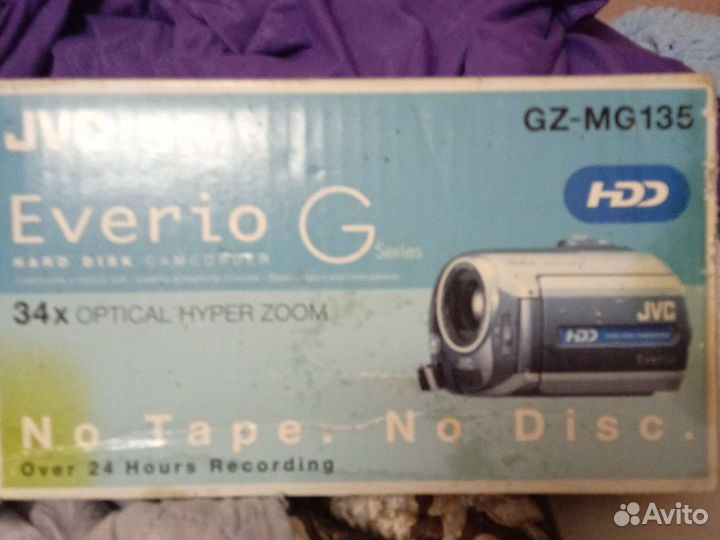 JVC
GZ-MG135
HDD
Everio G Series
HARD DISK CAMCORDER
34x OPTICAL HYPER ZOOM
JVC
HDD
Everio
No Tape. No Disc.
Over 24 Hours Recording
Avito